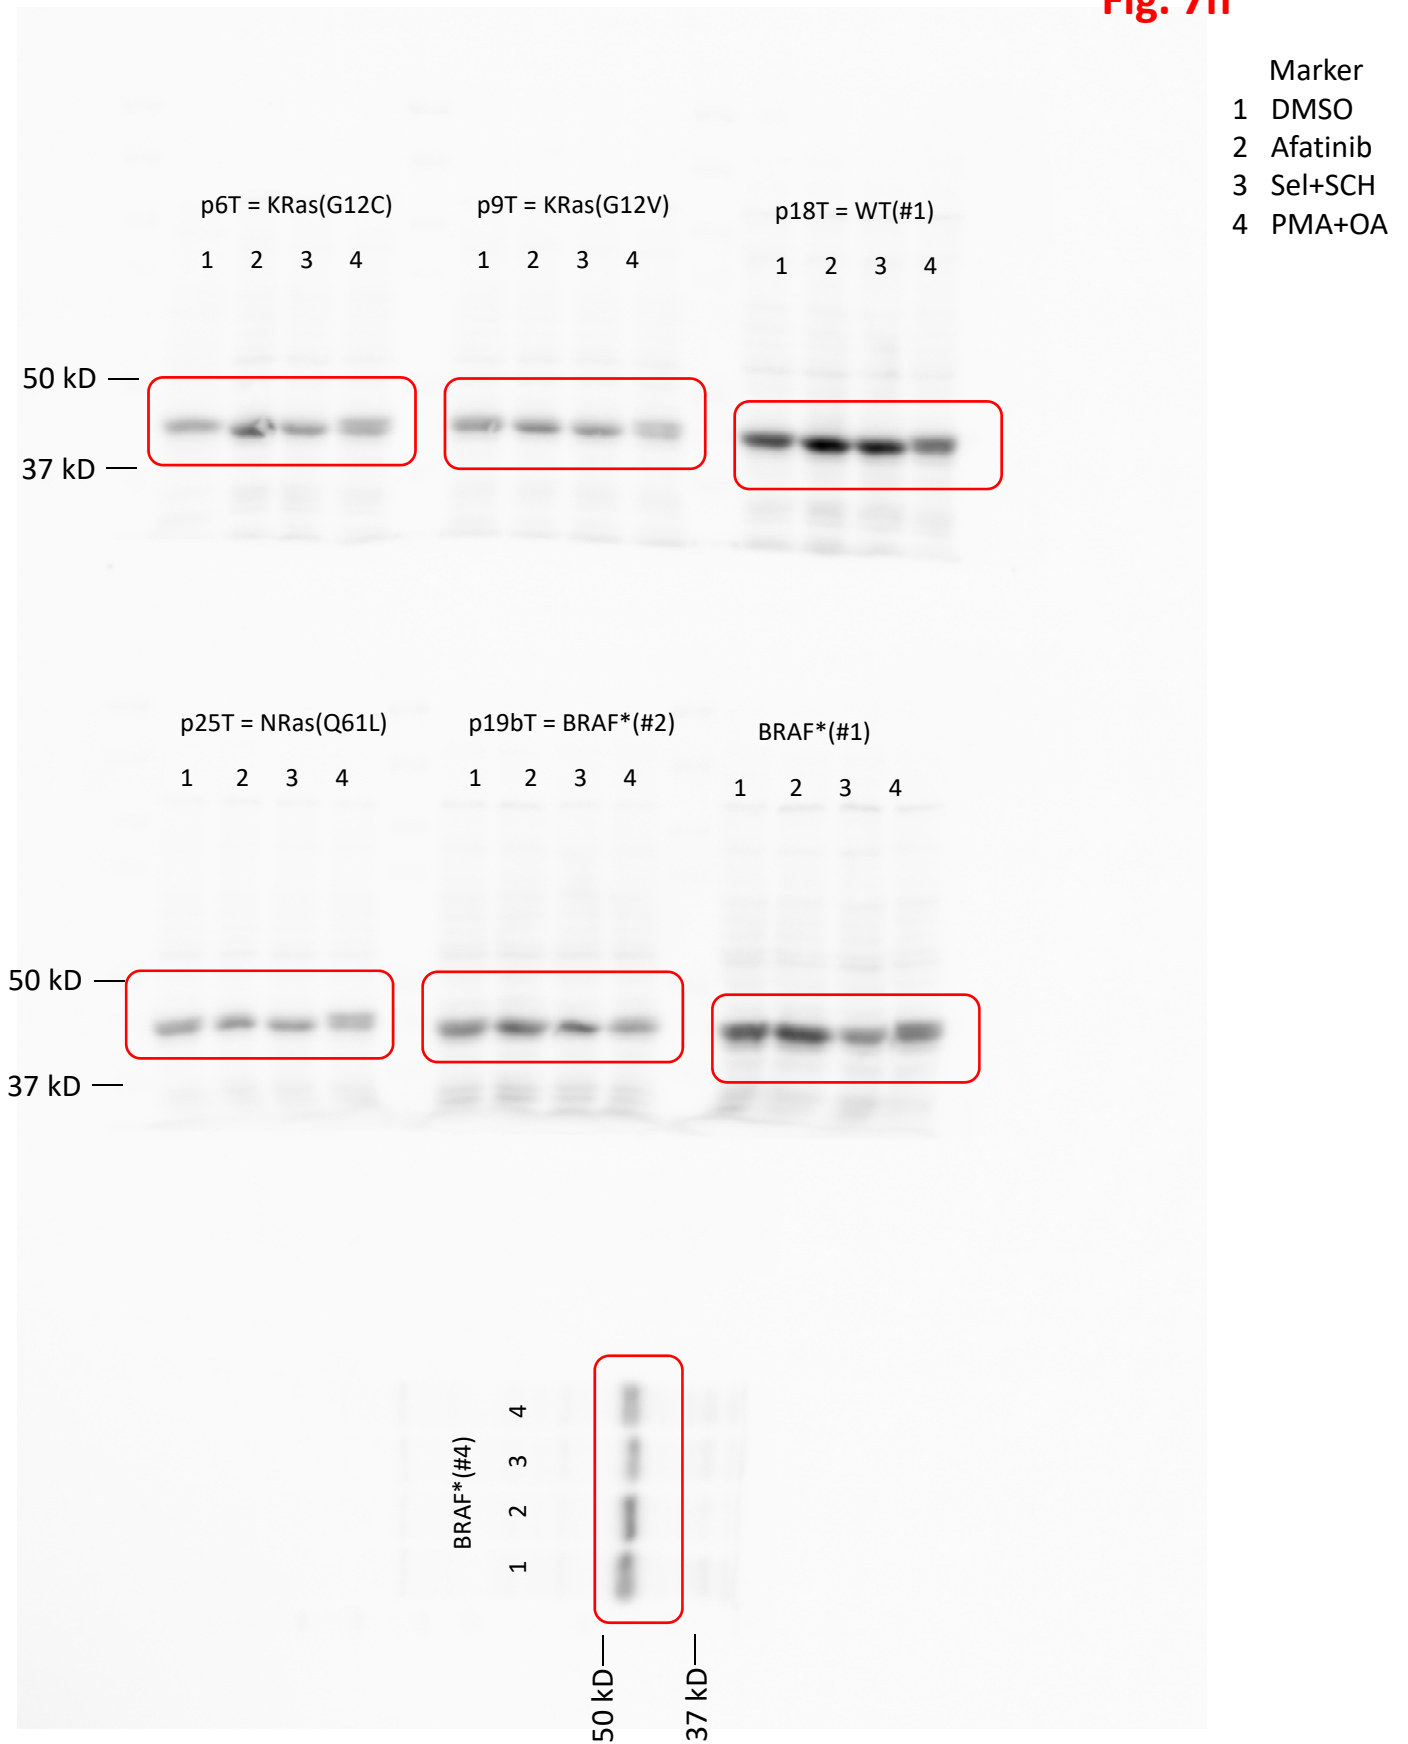 Fig. 7
Marker
1 DMSO
2 Afatinib
3 Sel+SCH
4 PMA+OA
p6T = KRas(G12C)
1 2 3 4
p9T = KRas(G12V)
1 2 3 4
p18T = WT(#1)
1 2 3 4
50 kD
37 kD
p25T = NRas(Q61L)
1 2 3 4
p19bT = BRAF*(#2)
1 2 3 4
BRAF*(#1)
1 2 3 4
50 kD
37 kD
BRAF*(#4)
1 2 3 4
50 kD
37 kD